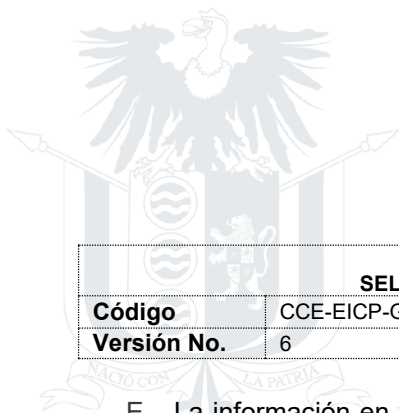 SEL
Código CCE-EICP-G
Versión No. 6
NACIÓ CON LA PATRIA
E. La información en